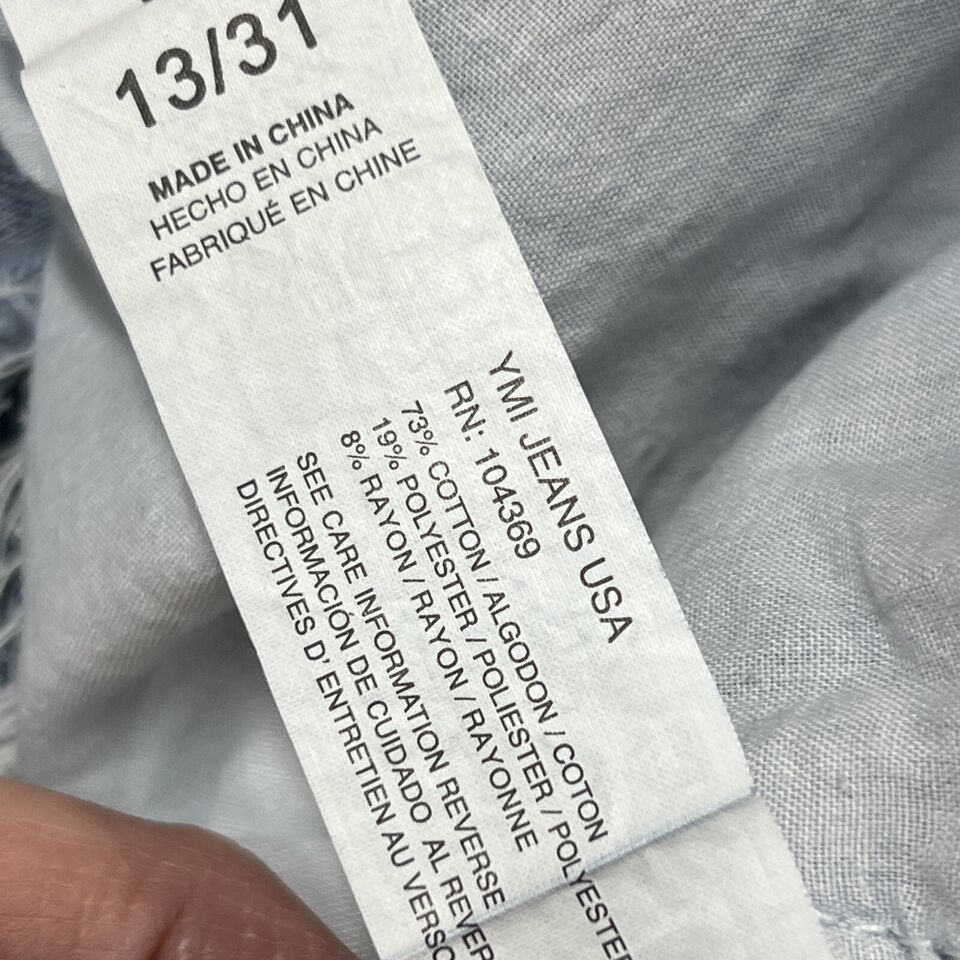 13/31
MADE IN CHINA
HECHO EN CHINA
FABRIQUÉ EN CHINE
YMI JEANS USA
RN: 104369
73% COTTON / ALGODON / COTON
19% POLYESTER / POLIESTER / POLYESTER
8% RAYON / RAYON / RAYONNE
SEE CARE INFORMATION REVERSE
INFORMACIÓN DE CUIDADO AL REVER
DIRECTIVES D' ENTRETIEN AU VERSO